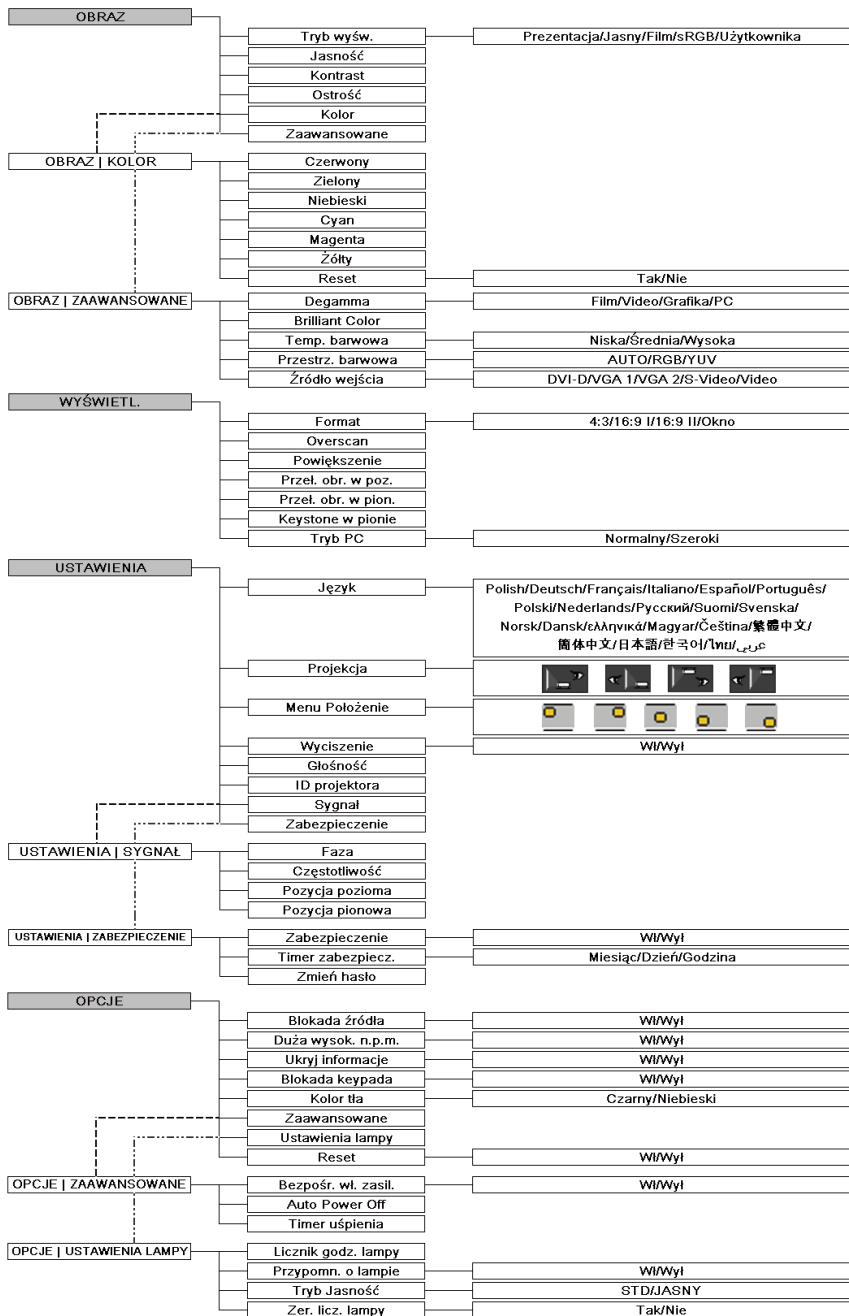 OBRAZ
Tryb wyśw. Prezentacja/Jasny/Film/sRGB/Użytkownika
Jasność
Kontrast
Ostrość
Kolor
Zaawansowane
OBRAZ | KOLOR Czerwony
Zielony
Niebieski
Cyan
Magenta
Żółty
Reset Tak/Nie
OBRAZ | ZAAWANSOWANE Degamma Film/Video/Grafika/PC
Brilliant Color
Temp. barwowa Niska/Średnia/Wysoka
Przestrz. barwowa AUTO/RGB/YUV
Źródło wejścia DVI-D/VGA 1/VGA 2/S-Video/Video
WYŚWIETL.
Format 4:3/16:9 I/16:9 II/Okno
Overscan
Powiększenie
Przeł. obr. w poz.
Przeł. obr. w pion.
Keystone w pionie
Tryb PC Normalny/Szeroki
USTAWIENIA
Język Polish/Deutsch/Français/Italiano/Español/Português/
Polski/Nederlands/Русский/Suomi/Svenska/
Norsk/Dansk/ελληνικά/Magyar/Čeština/繁體中文/
簡体中文/日本語/한국어/ไทย/عربي
Projekcja
Menu Położenie
Wyciszenie Wł/Wył
Głośność
ID projektora
Sygnał
Zabezpieczenie
USTAWIENIA | SYGNAŁ Faza
Częstotliwość
Pozycja pozioma
Pozycja pionowa
USTAWIENIA | ZABEZPIECZENIE Zabezpieczenie Wł/Wył
Timer zabezpiecz. Miesiąc/Dzień/Godzina
Zmień hasło
OPCJE
Blokada źródła Wł/Wył
Duża wysok. n.p.m. Wł/Wył
Ukryj informacje Wł/Wył
Blokada keypada Wł/Wył
Kolor tła Czarny/Niebieski
Zaawansowane
Ustawienia lampy
Reset Wł/Wył
OPCJE | ZAAWANSOWANE Bezpośr. wł. zasil. Wł/Wył
Auto Power Off
Timer uśpienia
OPCJE | USTAWIENIA LAMPY Licznik godz. lampy
Przypomn. o lampie Wł/Wył
Tryb Jasność STD/JASNY
Zer. licz. lampy Tak/Nie